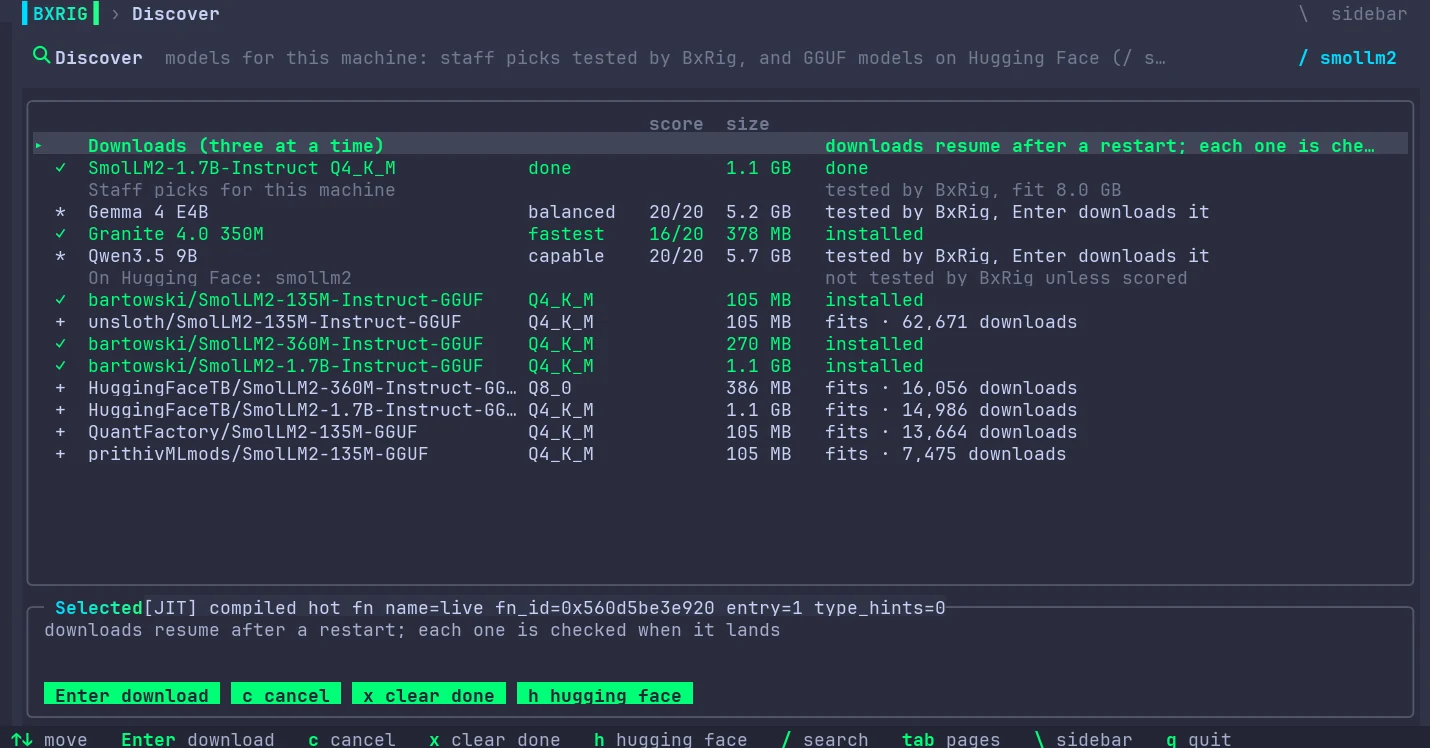 BXRIG › Discover \ sidebar
Discover models for this machine: staff picks tested by BxRig, and GGUF models on Hugging Face (/ s… / smollm2
score size
▸ Downloads (three at a time) downloads resume after a restart; each one is che…
✓ SmolLM2-1.7B-Instruct Q4_K_M done 1.1 GB done
Staff picks for this machine tested by BxRig, fit 8.0 GB
* Gemma 4 E4B balanced 20/20 5.2 GB tested by BxRig, Enter downloads it
✓ Granite 4.0 350M fastest 16/20 378 MB installed
* Qwen3.5 9B capable 20/20 5.7 GB tested by BxRig, Enter downloads it
On Hugging Face: smollm2 not tested by BxRig unless scored
✓ bartowski/SmolLM2-135M-Instruct-GGUF Q4_K_M 105 MB installed
+ unsloth/SmolLM2-135M-Instruct-GGUF Q4_K_M 105 MB fits · 62,671 downloads
✓ bartowski/SmolLM2-360M-Instruct-GGUF Q4_K_M 270 MB installed
✓ bartowski/SmolLM2-1.7B-Instruct-GGUF Q4_K_M 1.1 GB installed
+ HuggingFaceTB/SmolLM2-360M-Instruct-GG… Q8_0 386 MB fits · 16,056 downloads
+ HuggingFaceTB/SmolLM2-1.7B-Instruct-GG… Q4_K_M 1.1 GB fits · 14,986 downloads
+ QuantFactory/SmolLM2-135M-GGUF Q4_K_M 105 MB fits · 13,664 downloads
+ prithivMLmods/SmolLM2-135M-GGUF Q4_K_M 105 MB fits · 7,475 downloads
Selected[JIT] compiled hot fn name=live fn_id=0x560d5be3e920 entry=1 type_hints=0
downloads resume after a restart; each one is checked when it lands
Enter download c cancel x clear done h hugging face
↑↓ move Enter download c cancel x clear done h hugging face / search tab pages \ sidebar q quit